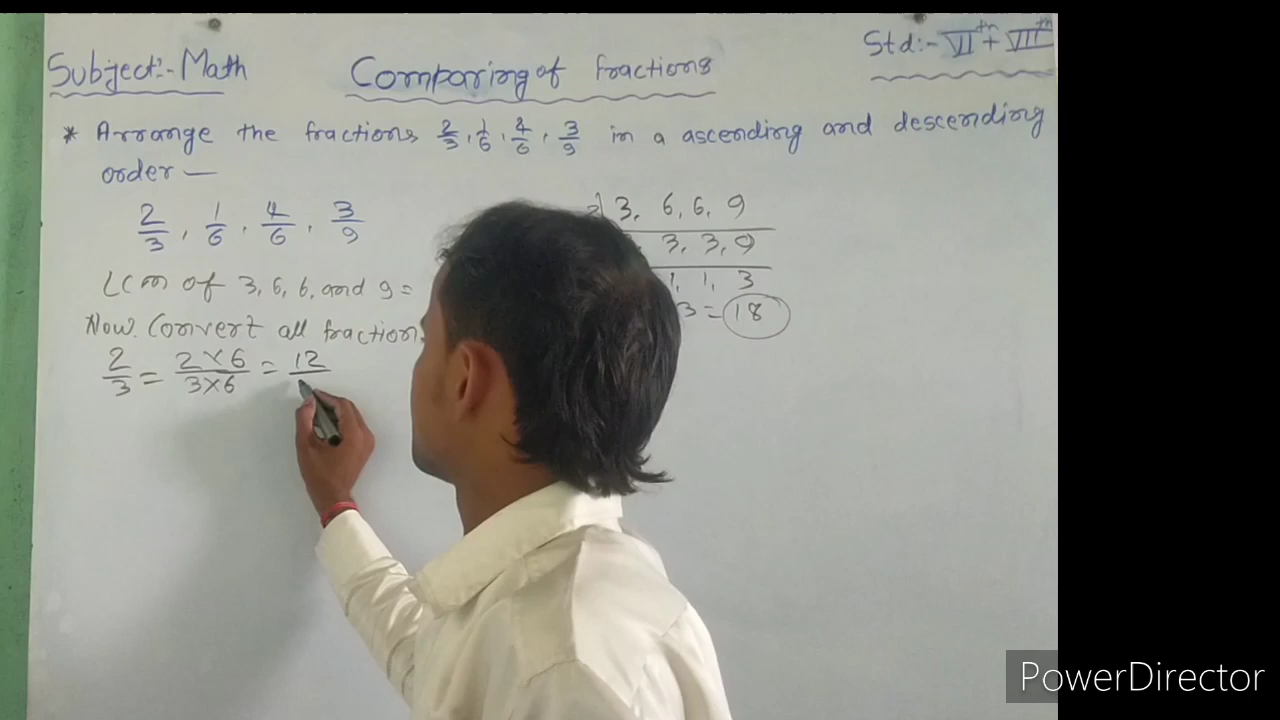 Subject:- Math Comparing of fractions Std:- VIth + VIIth
* Arrange the fractions 2/3, 1/6, 4/6, 3/9 in a ascending and descending
order —
2/3, 1/6, 4/6, 3/9
3, 6, 6, 9
3, 3, 9
LCM of 3, 6, 6, and 9 =
1, 1, 3
3 = 18
Now. Convert all fraction
2/3 = 2×6/3×6 = 12
PowerDirector